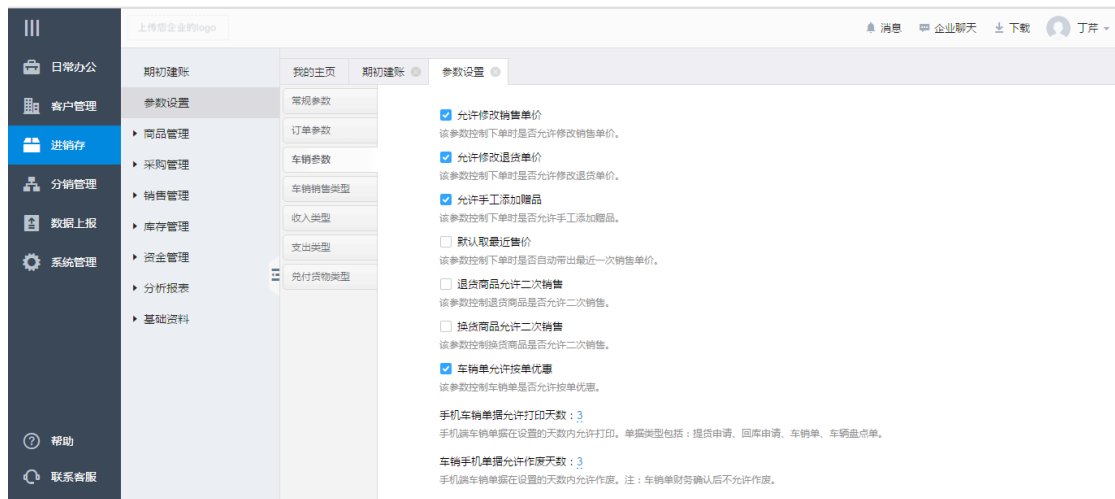 上传您企业的logo
消息
企业聊天
下载
丁芹
日常办公
客户管理
进销存
分销管理
数据上报
系统管理
帮助
联系客服
期初建账
参数设置
商品管理
采购管理
销售管理
库存管理
资金管理
分析报表
基础资料
我的主页
期初建账
参数设置
常规参数
订单参数
车销参数
车销销售类型
收入类型
支出类型
兑付货物类型
允许修改销售单价
该参数控制下单时是否允许修改销售单价。
允许修改退货单价
该参数控制下单时是否允许修改退货单价。
允许手工添加赠品
该参数控制下单时是否允许手工添加赠品。
默认取最近售价
该参数控制下单时是否自动带出最近一次销售单价。
退货商品允许二次销售
该参数控制退货商品是否允许二次销售。
换货商品允许二次销售
该参数控制换货商品是否允许二次销售。
车销单允许按单优惠
该参数控制车销单是否允许按单优惠。
手机车销单据允许打印天数：3
手机端车销单据在设置的天数内允许打印。单据类型包括：提货申请、回库申请、车销单、车辆盘点单。
车销手机单据允许作废天数：3
手机端车销单据在设置的天数内允许作废。注：车销单财务确认后不允许作废。